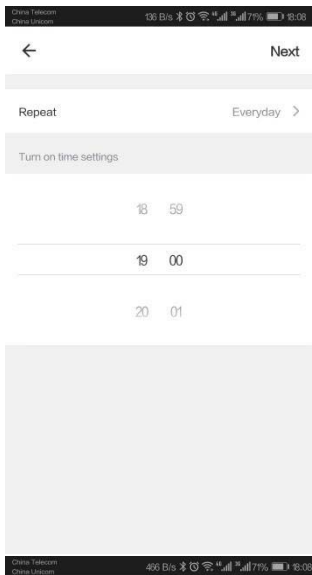 China Telecom
China Unicom
136 B/s 71% 18:08
Next
Repeat Everyday
Turn on time settings
18 59
19 00
20 01
China Telecom
China Unicom
466 B/s 71% 18:08